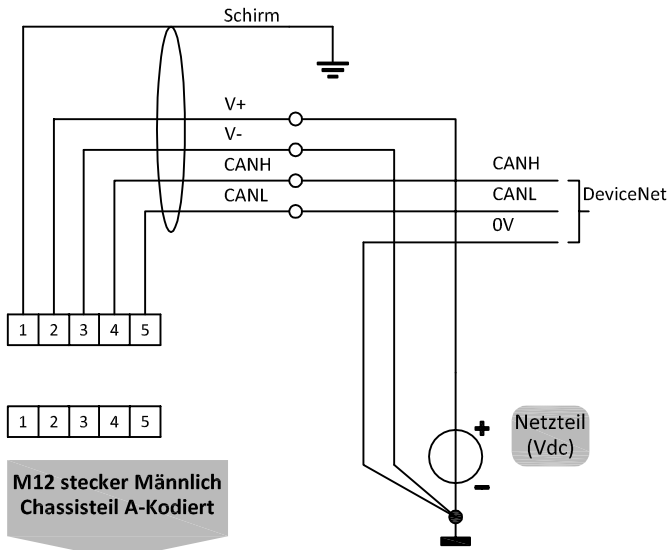 Schirm
V+
V-
CANH
CANL
CANH
CANL
0V
DeviceNet
1 2 3 4 5
1 2 3 4 5
+
Netzteil
(Vdc)
-
M12 stecker Männlich
Chassisteil A-Kodiert